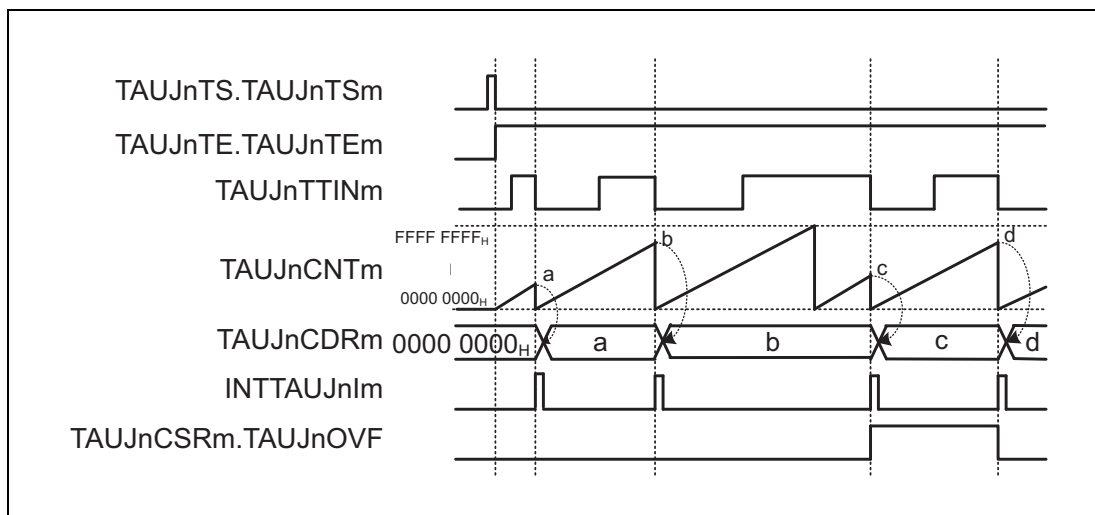 TAUJnTS.TAUJnTSm
TAUJnTE.TAUJnTEm
TAUJnTTINm
FFFF FFFFH
TAUJnCNTm
0000 0000H
a
b
c
d
TAUJnCDRm 0000 0000H a b c d
INTTAUJnIm
TAUJnCSRm.TAUJnOVF